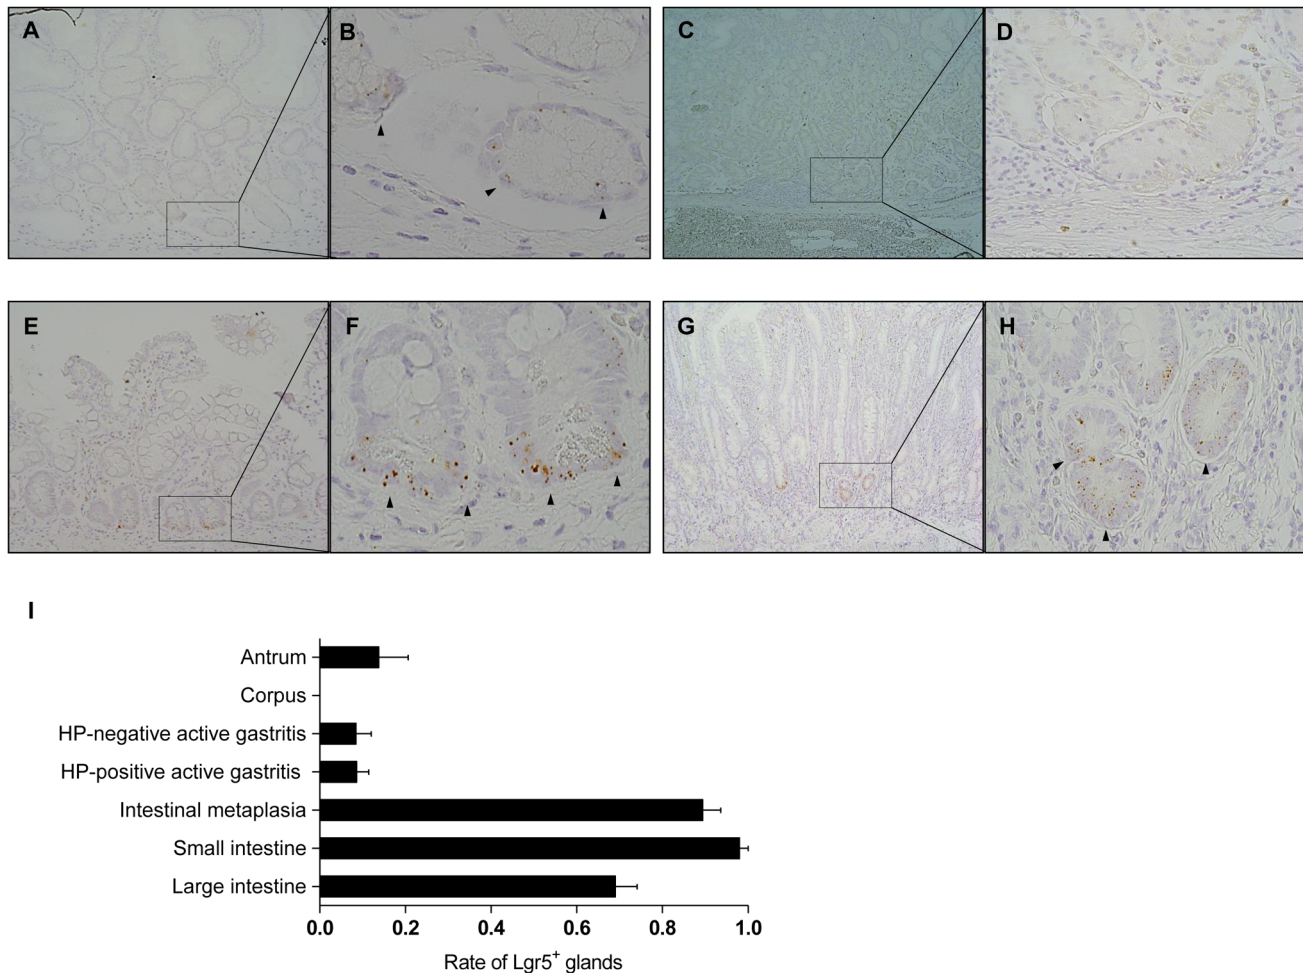 A
B
C
D
E
F
G
H
I
Antrum
Corpus
HP-negative active gastritis
HP-positive active gastritis
Intestinal metaplasia
Small intestine
Large intestine
0.0 0.2 0.4 0.6 0.8 1.0
Rate of Lgr5⁺ glands